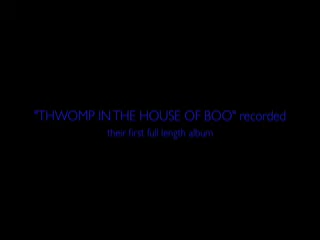 "THWOMP IN THE HOUSE OF BOO" recorded
their first full length album